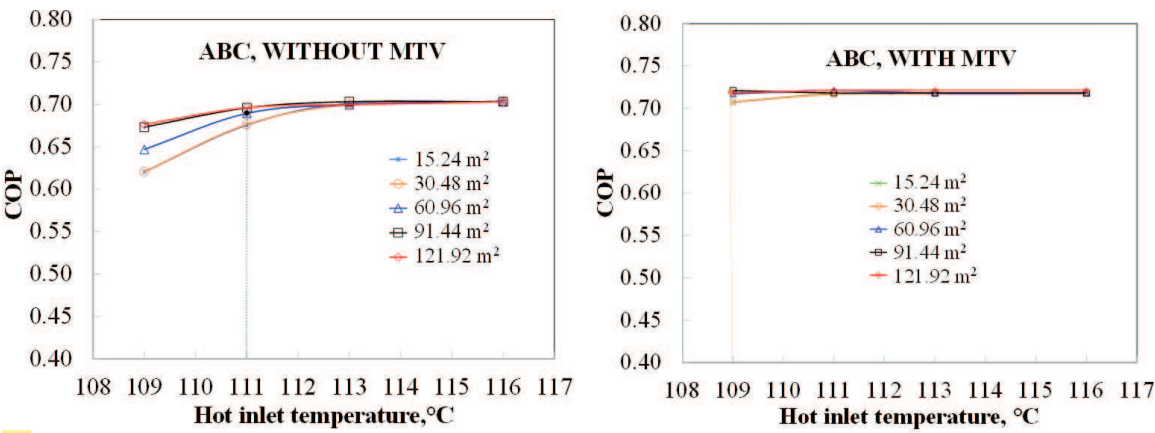 ABC, WITHOUT MTV
COP
0.80
0.75
0.70
0.65
0.60
0.55
0.50
0.45
0.40
15.24 m²
30.48 m²
60.96 m²
91.44 m²
121.92 m²
108 109 110 111 112 113 114 115 116 117
Hot inlet temperature,°C
ABC, WITH MTV
COP
0.80
0.75
0.70
0.65
0.60
0.55
0.50
0.45
0.40
15.24 m²
30.48 m²
60.96 m²
91.44 m²
121.92 m²
108 109 110 111 112 113 114 115 116 117
Hot inlet temperature, °C